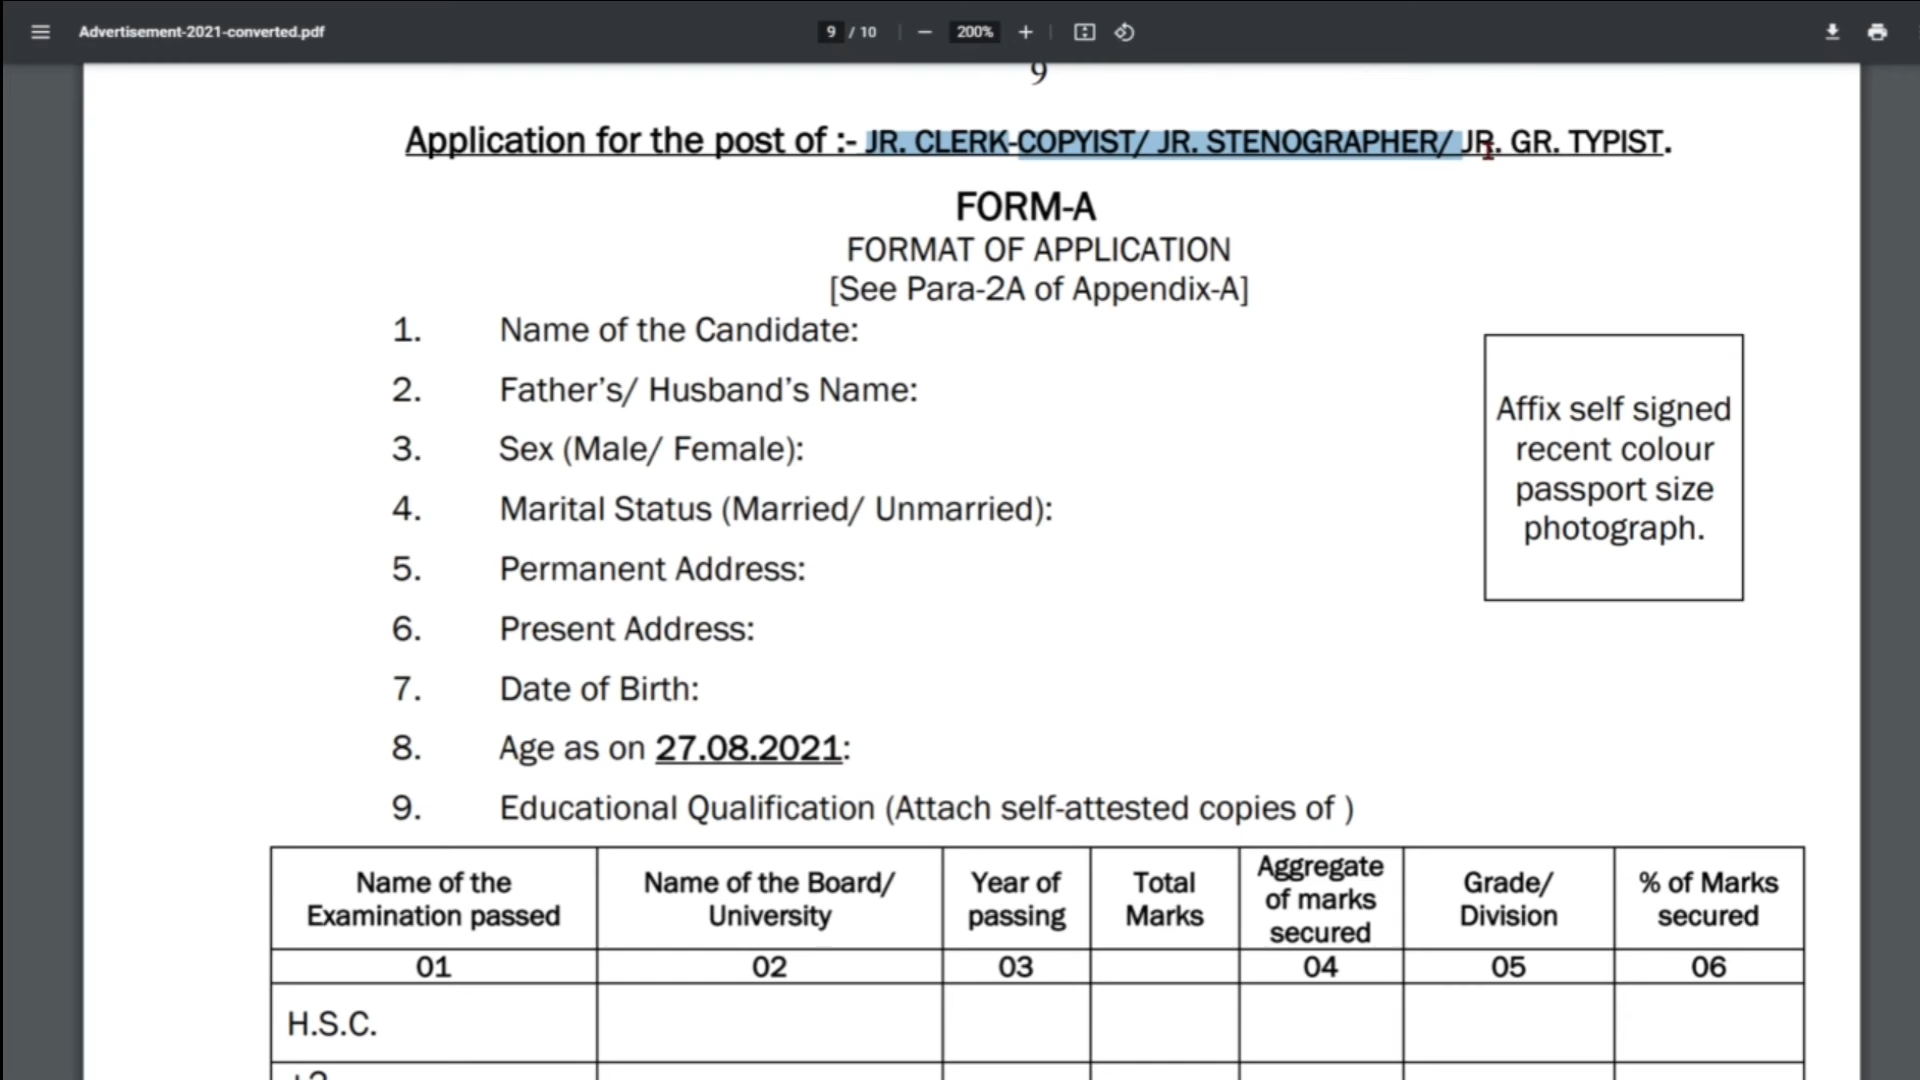 Advertisement-2021-converted.pdf
9 / 10
200%
9
Application for the post of :- JR. CLERK-COPYIST/ JR. STENOGRAPHER/ JR. GR. TYPIST.
FORM-A
FORMAT OF APPLICATION
[See Para-2A of Appendix-A]
1. Name of the Candidate:
2. Father's/ Husband's Name:
3. Sex (Male/ Female):
4. Marital Status (Married/ Unmarried):
5. Permanent Address:
6. Present Address:
7. Date of Birth:
8. Age as on 27.08.2021:
9. Educational Qualification (Attach self-attested copies of )
Affix self signed
recent colour
passport size
photograph.
Name of the
Examination passed
Name of the Board/
University
Year of
passing
Total
Marks
Aggregate
of marks
secured
Grade/
Division
% of Marks
secured
01 02 03 04 05 06
H.S.C.